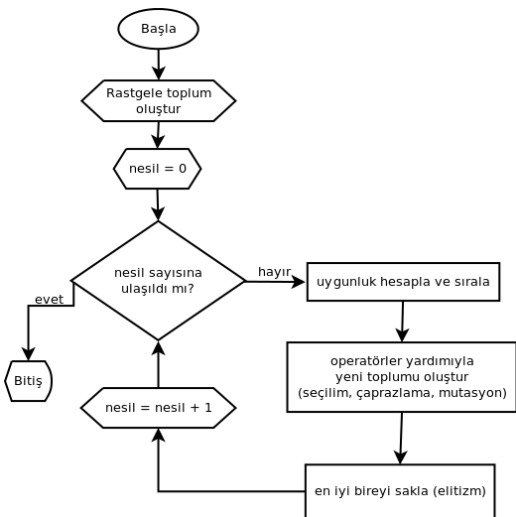 Başla
Rastgele toplum
oluştur
nesil = 0
nesil sayısına
ulaşıldı mı?
hayır
evet
uygunluk hesapla ve sırala
Bitiş
operatörler yardımıyla
yeni toplumu oluştur
(seçilim, çaprazlama, mutasyon)
nesil = nesil + 1
en iyi bireyi sakla (elitizm)